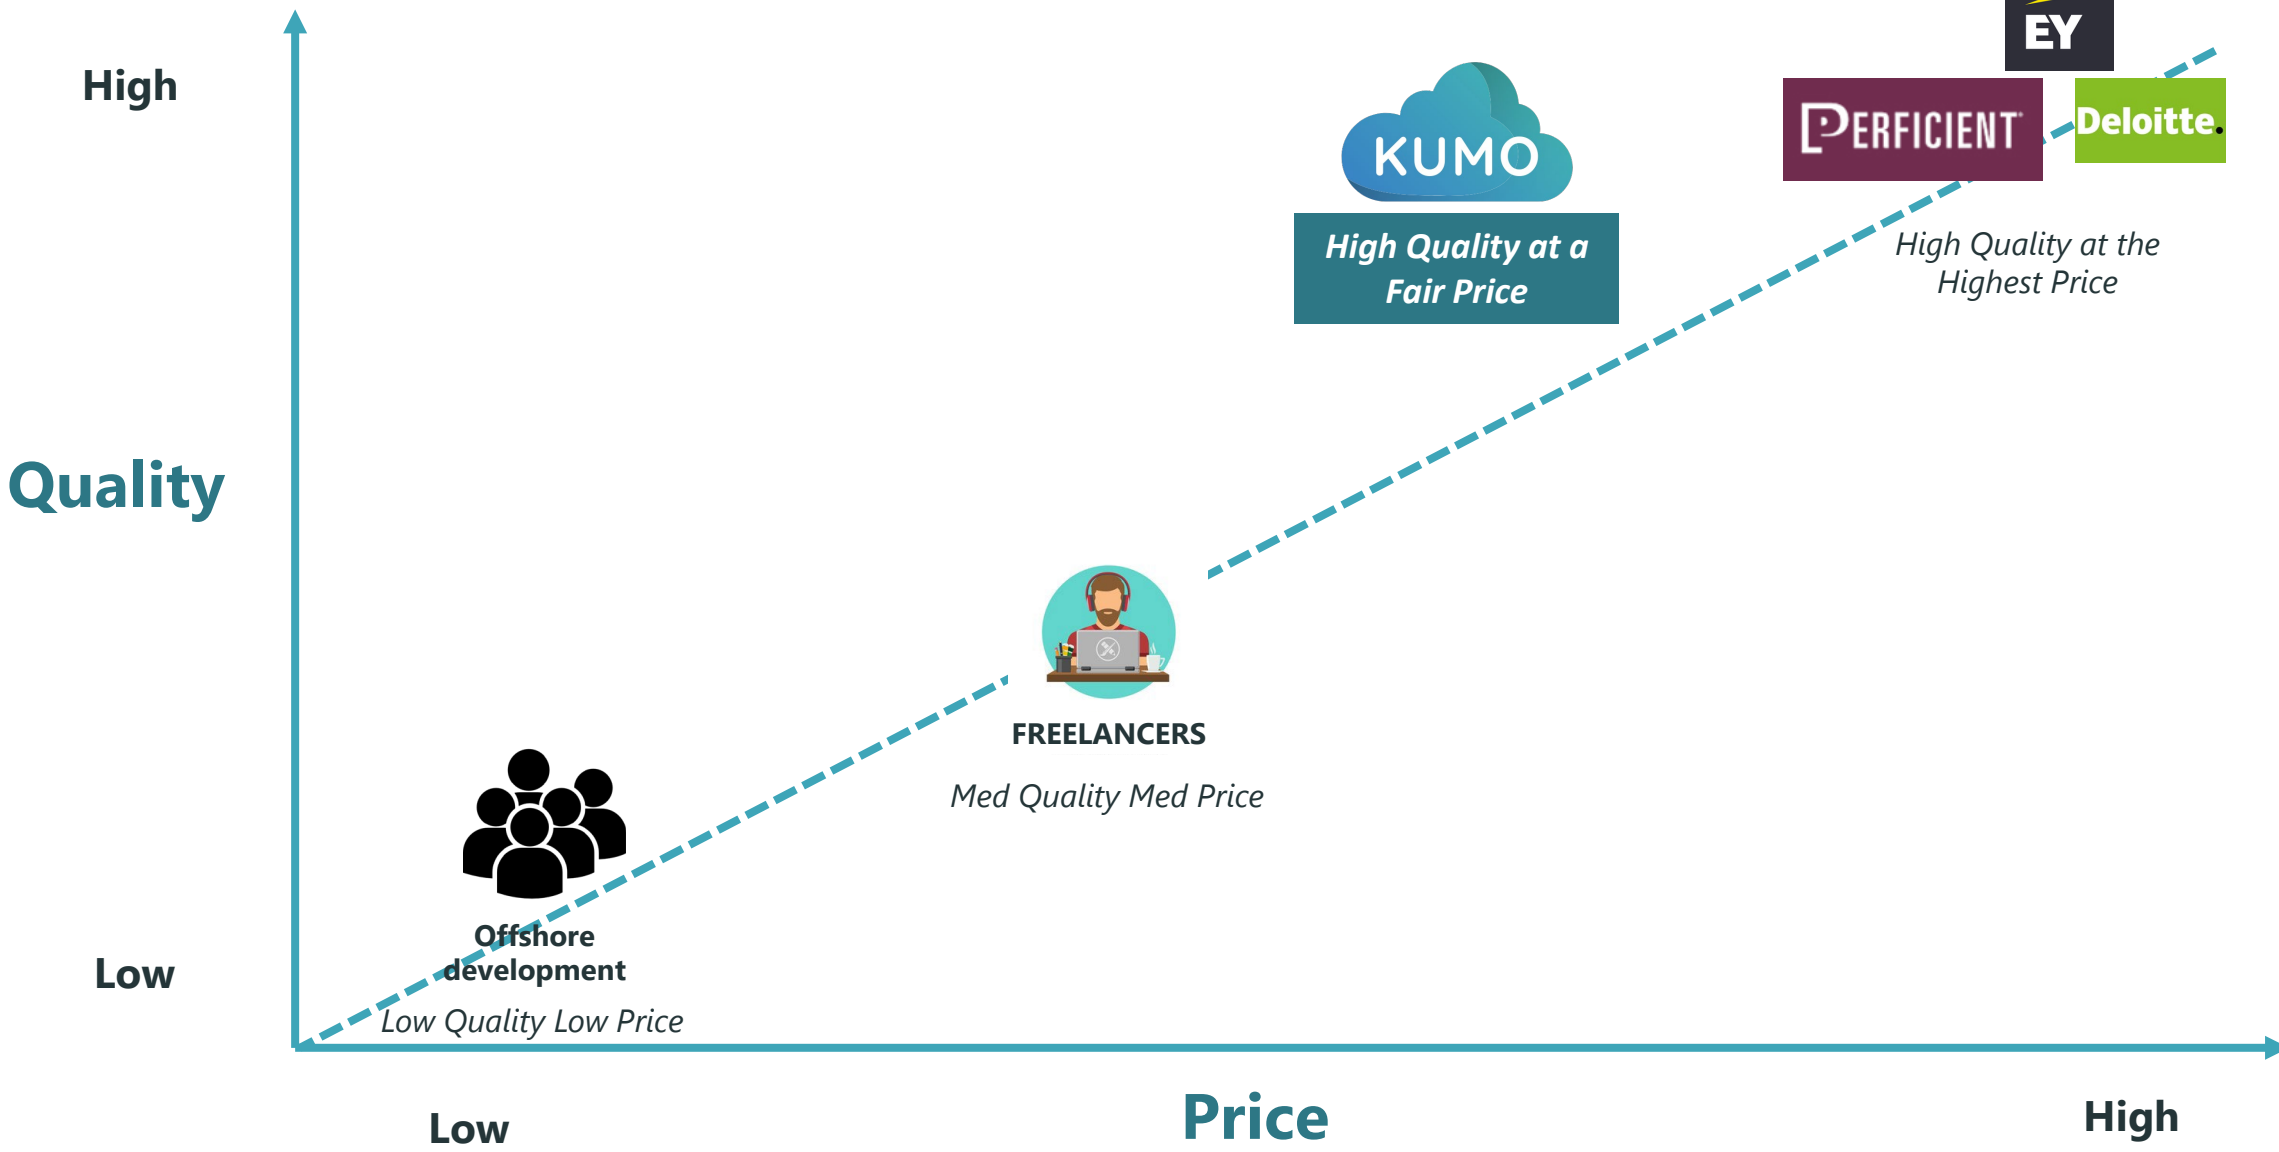 EY
High
KUMO
PERFICIENT
Deloitte.
High Quality at a
Fair Price
High Quality at the
Highest Price
Quality
FREELANCERS
Med Quality Med Price
Offshore
development
Low
Low Quality Low Price
Low
Price
High